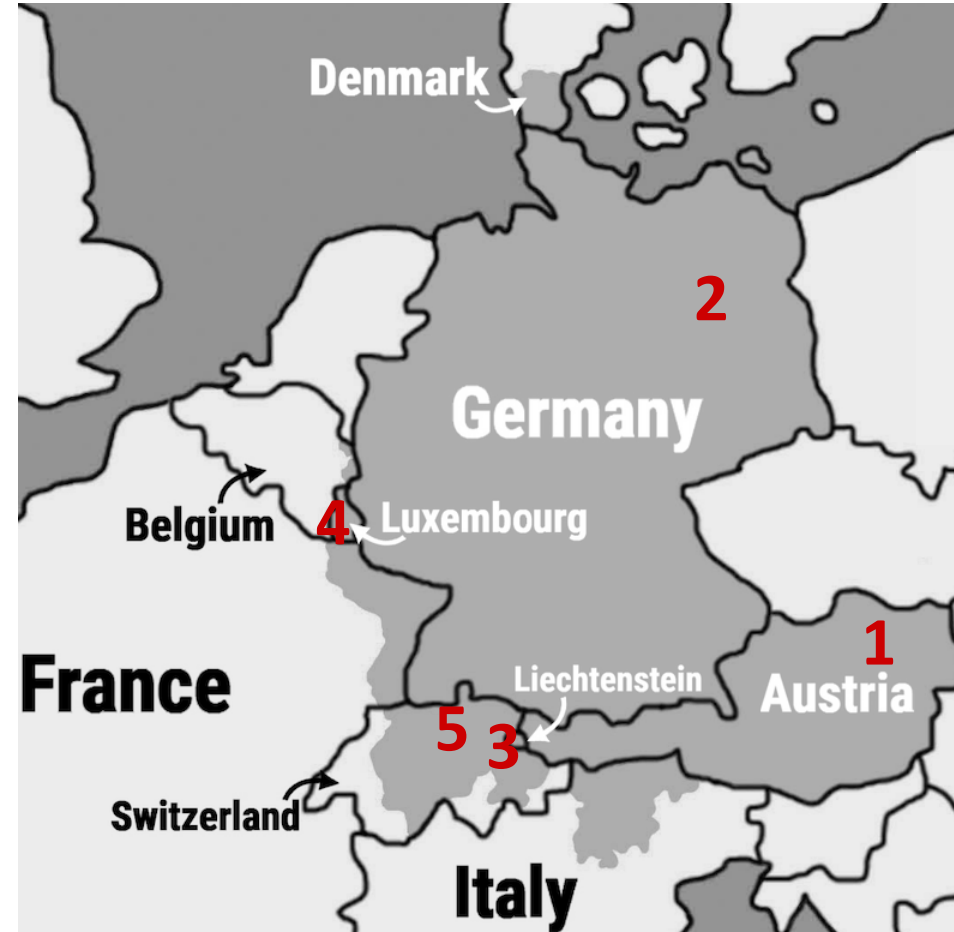 Denmark
2
Germany
Belgium
4
Luxembourg
1
France
Liechtenstein
Austria
5
3
Switzerland
Italy